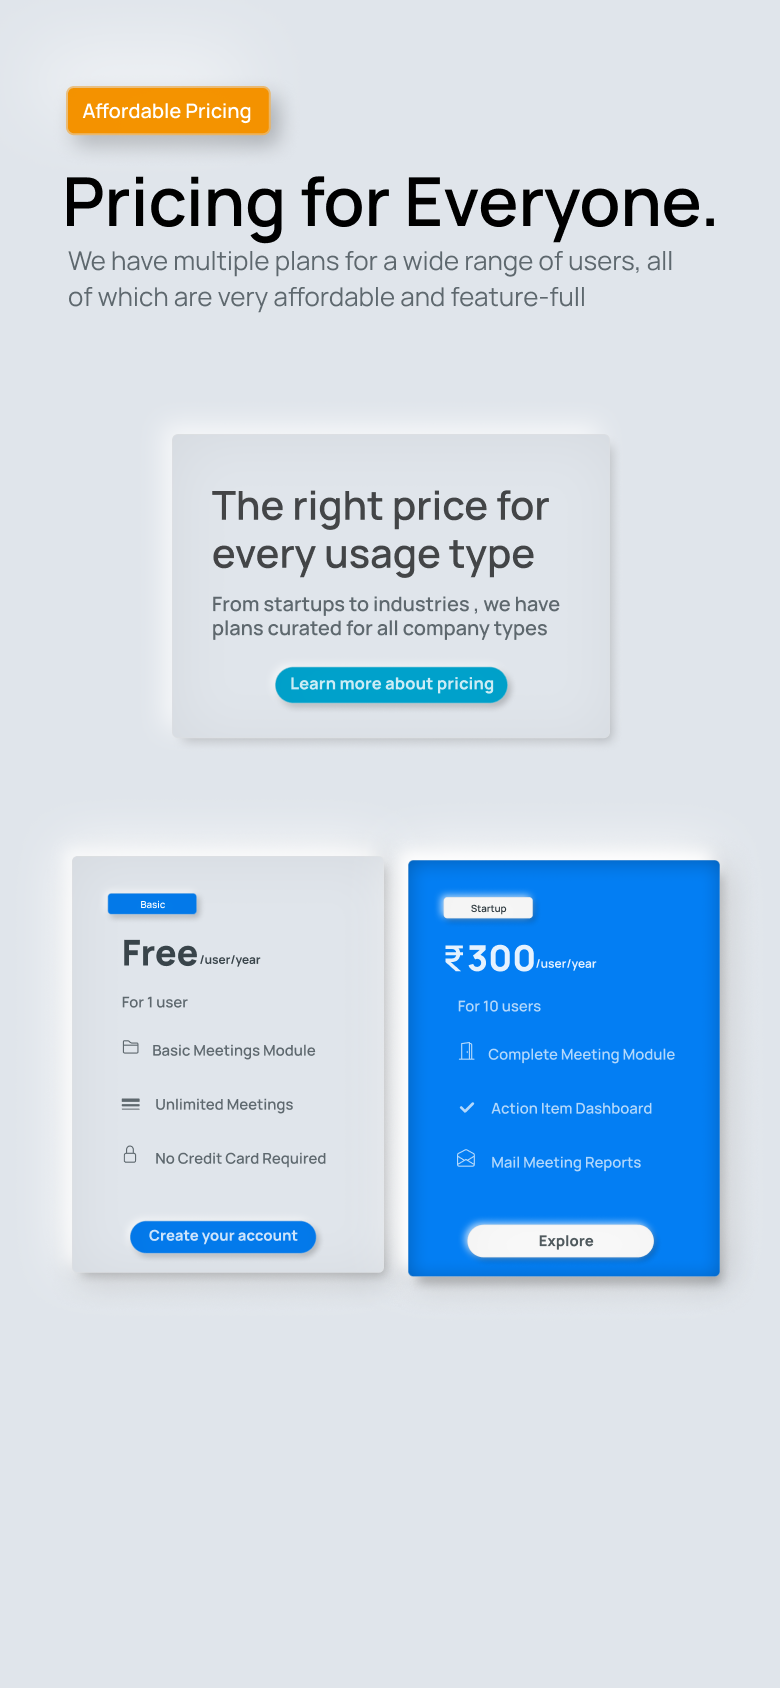 Affordable Pricing
Pricing for Everyone.
We have multiple plans for a wide range of users, all
of which are very affordable and feature-full
The right price for
every usage type
From startups to industries , we have
plans curated for all company types
Learn more about pricing
Basic
Free/user/year
For 1 user
Basic Meetings Module
Unlimited Meetings
No Credit Card Required
Create your account
Startup
₹300/user/year
For 10 users
Complete Meeting Module
Action Item Dashboard
Mail Meeting Reports
Explore